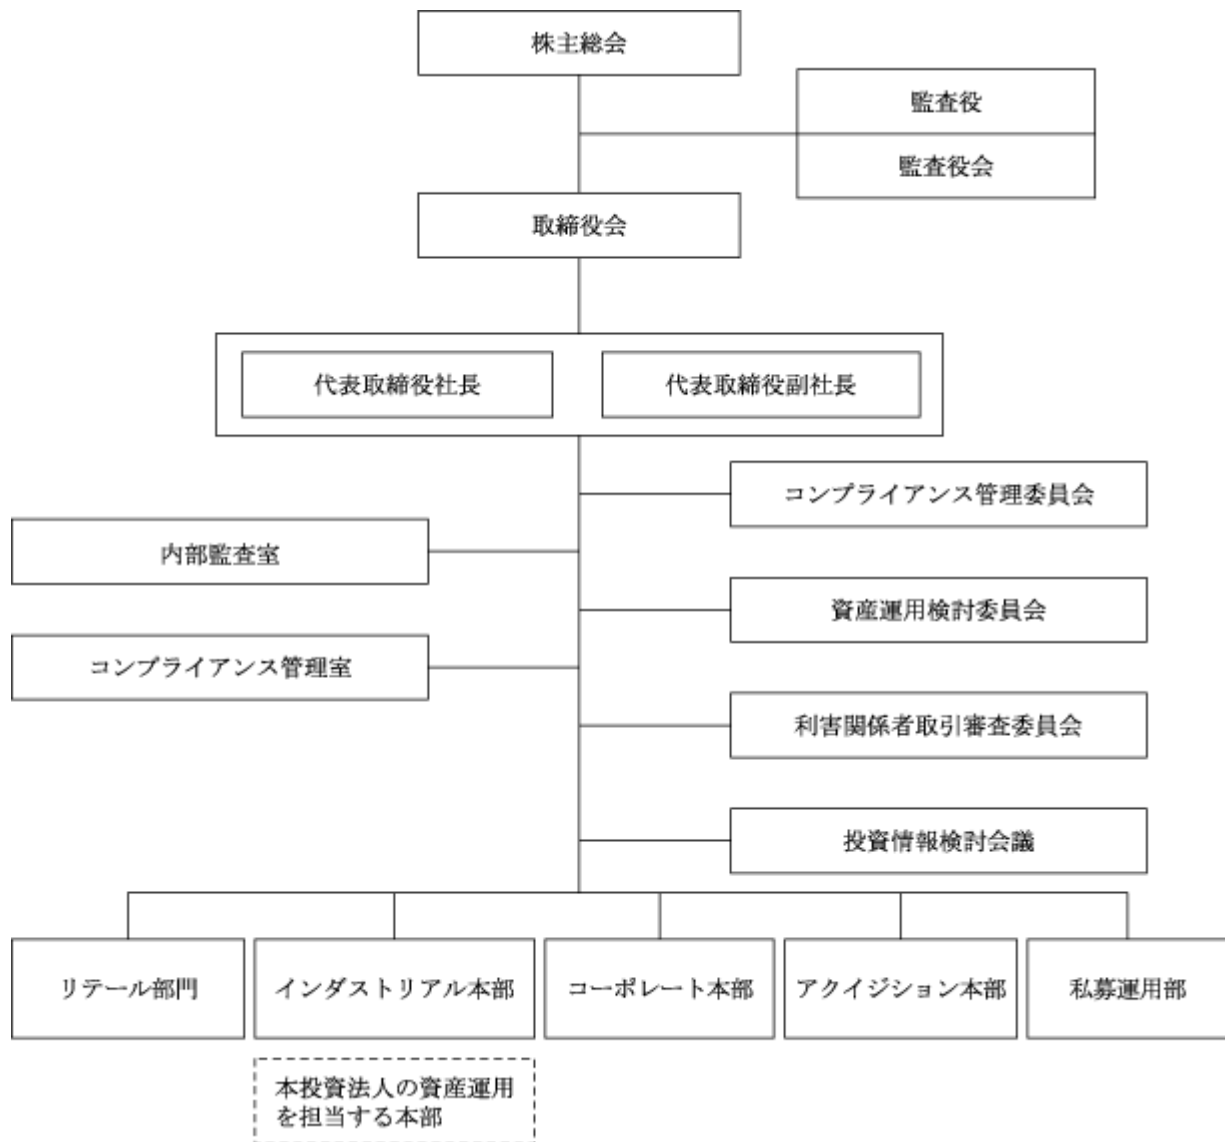 株主総会
監査役
監査役会
取締役会
代表取締役社長
代表取締役副社長
コンプライアンス管理委員会
内部監査室
資産運用検討委員会
コンプライアンス管理室
利害関係者取引審査委員会
投資情報検討会議
リテール部門
インダストリアル本部
コーポレート本部
アクイジション本部
私募運用部
本投資法人の資産運用
を担当する本部